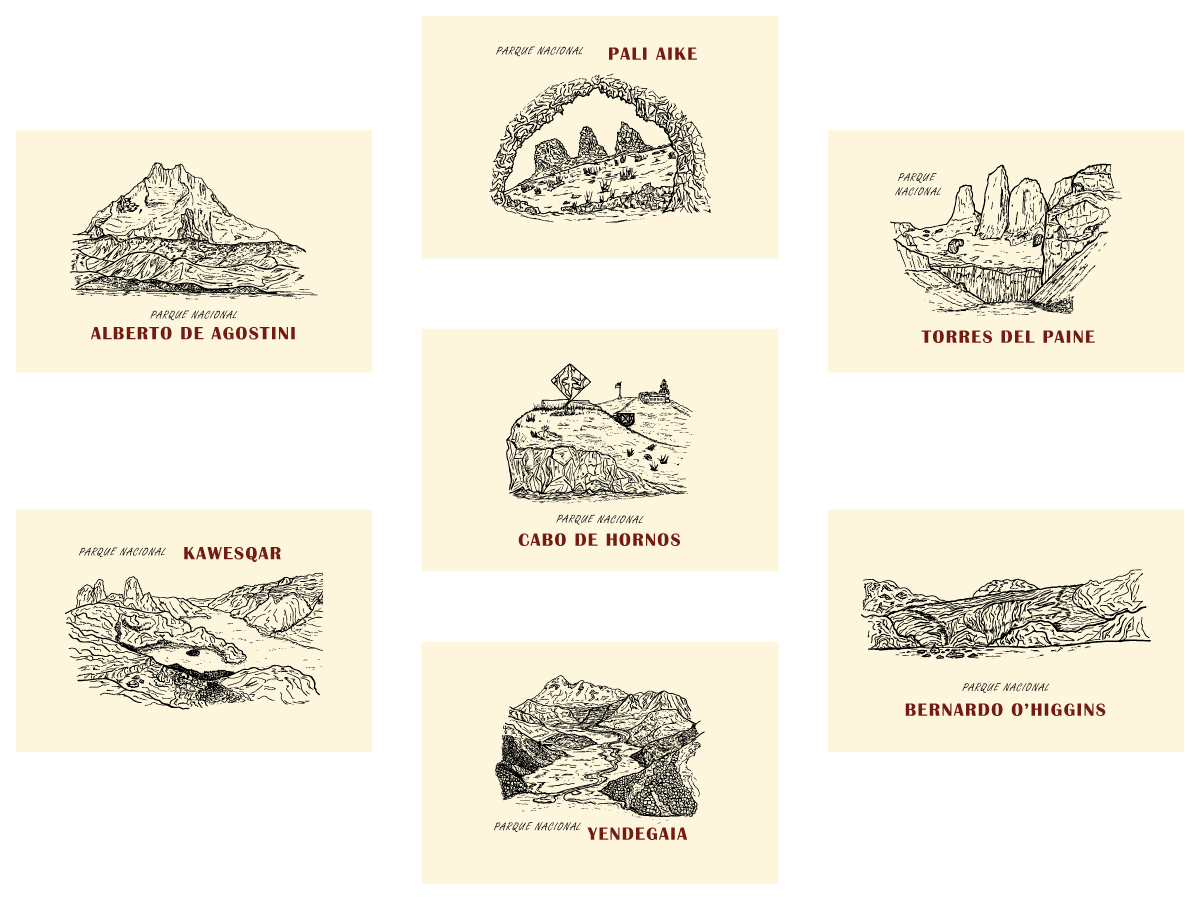 PARQUE NACIONAL PALI AIKE
PARQUE NACIONAL
ALBERTO DE AGOSTINI
PARQUE
NACIONAL
TORRES DEL PAINE
PARQUE NACIONAL
CABO DE HORNOS
PARQUE NACIONAL KAWESQAR
PARQUE NACIONAL
BERNARDO O’HIGGINS
PARQUE NACIONAL YENDEGAIA